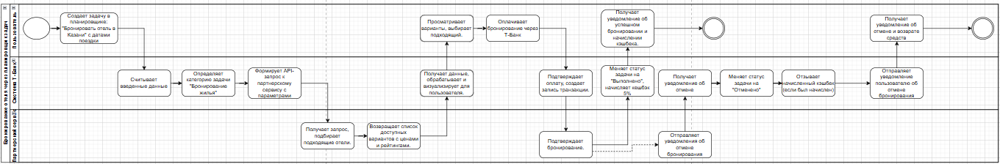 Бронирование отеля через планировщик задач
Пользователь
Создает задачу в
планировщике:
"Бронировать отель в
Казани" с датами
поездки
Просматривает
варианты, выбирает
подходящий.
Оплачивает
бронирование через
Т-Банк
Получает
уведомление об
успешном
бронировании и
начислении
кэшбека.
Получает
уведомление об
отмене и возврате
средств
Система Т-Банк
Считывает
введенные данные
Определяет
категорию задачи
"Бронирование
жилья"
Формирует API-
запрос к
партнерскому
сервису с
параметрами
Получает данные,
обрабатывает и
визуализирует для
пользователя.
Подтверждает
оплату, создает
запись транзакции.
Меняет статус
задачи на
"Выполнено",
начисляет кешбэк
5%
Получает
уведомление об
отмене
Меняет статус
задачи на
"Отменено"
Отзывает
начисленный кэшбек
(если был начислен)
Отправляет
уведомление
пользователю об
отмене
бронирования
Партнерский сервис
Получает запрос,
подбирает
подходящие отели.
Возвращает список
доступных
вариантов с ценами
и рейтингами.
Подтверждает
бронирование.
Отправляет
уведомления об
отмене
бронирования